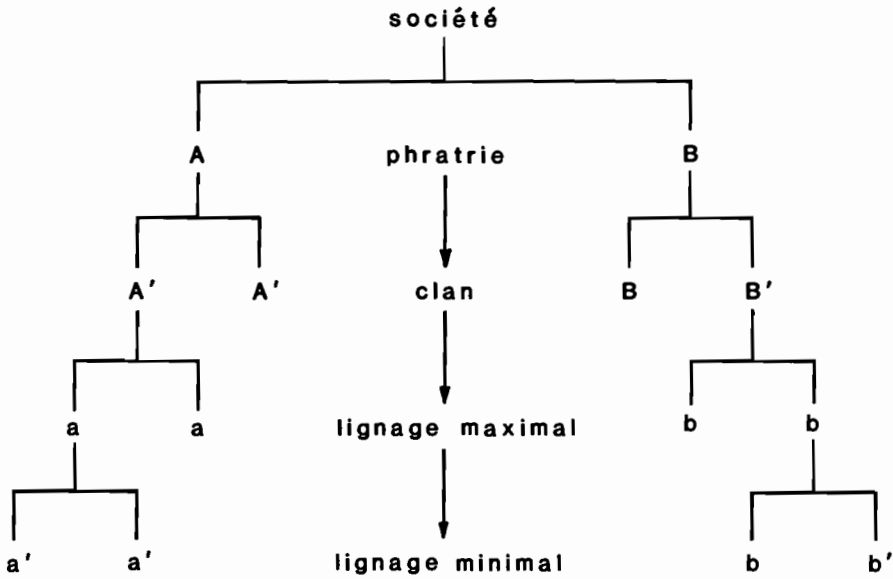 société
A phratrie B
A' A' clan B B'
a a lignage maximal b b
a' a' lignage minimal b b'